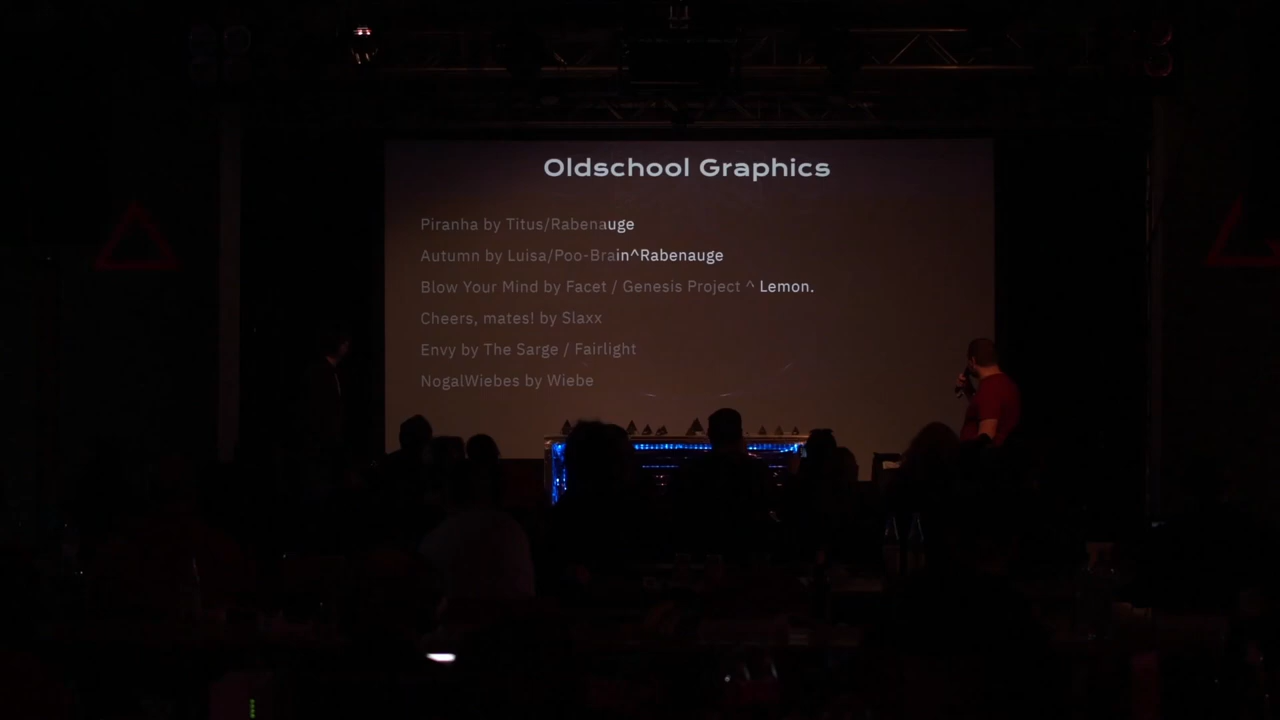 Oldschool Graphics
Piranha by Titus/Rabenauge
Autumn by Luisa/Poo-Brain^Rabenauge
Blow Your Mind by Facet / Genesis Project ^ Lemon.
Cheers, mates! by Slaxx
Envy by The Sarge / Fairlight
NogalWiebes by Wiebe